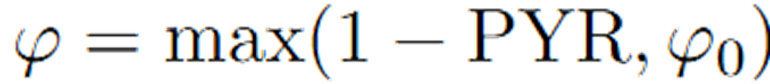 φ = max(1 − PYR, φ₀)